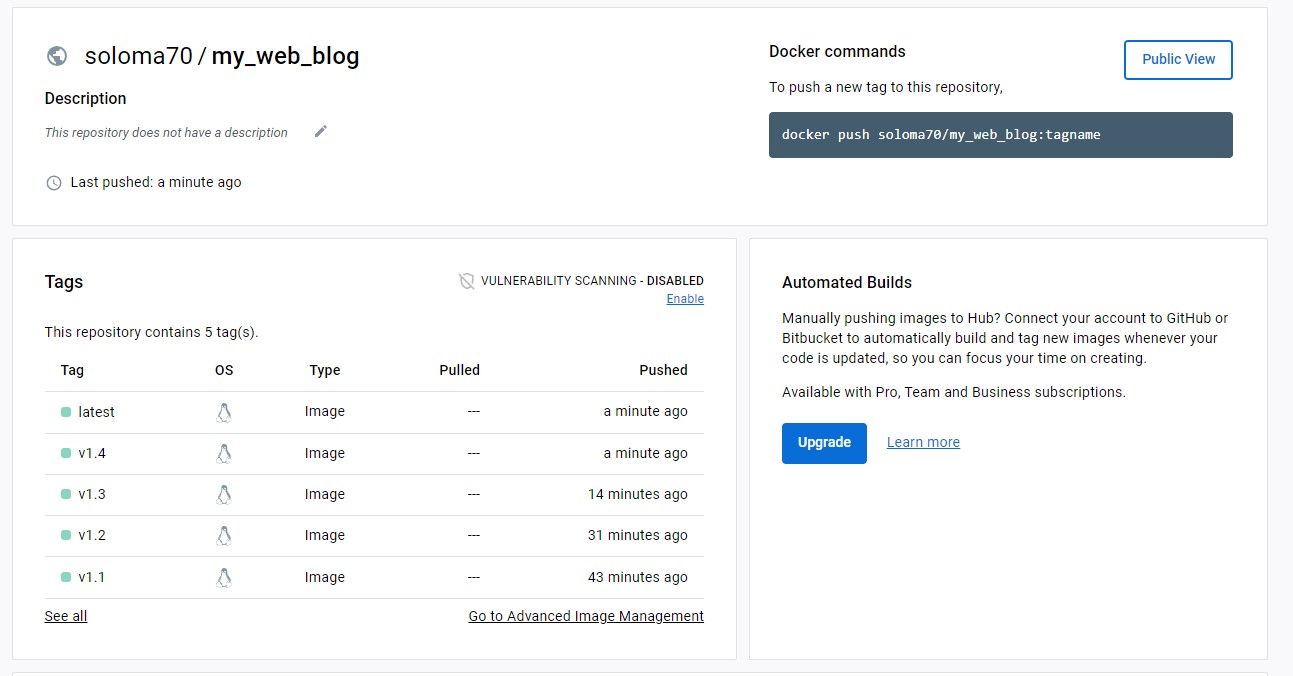 soloma70 / my_web_blog
Description
This repository does not have a description
Last pushed: a minute ago
Docker commands
Public View
To push a new tag to this repository,
docker push soloma70/my_web_blog:tagname
Tags
VULNERABILITY SCANNING - DISABLED
Enable
This repository contains 5 tag(s).
Tag OS Type Pulled Pushed
latest Image --- a minute ago
v1.4 Image --- a minute ago
v1.3 Image --- 14 minutes ago
v1.2 Image --- 31 minutes ago
v1.1 Image --- 43 minutes ago
See all Go to Advanced Image Management
Automated Builds
Manually pushing images to Hub? Connect your account to GitHub or
Bitbucket to automatically build and tag new images whenever your
code is updated, so you can focus your time on creating.
Available with Pro, Team and Business subscriptions.
Upgrade Learn more